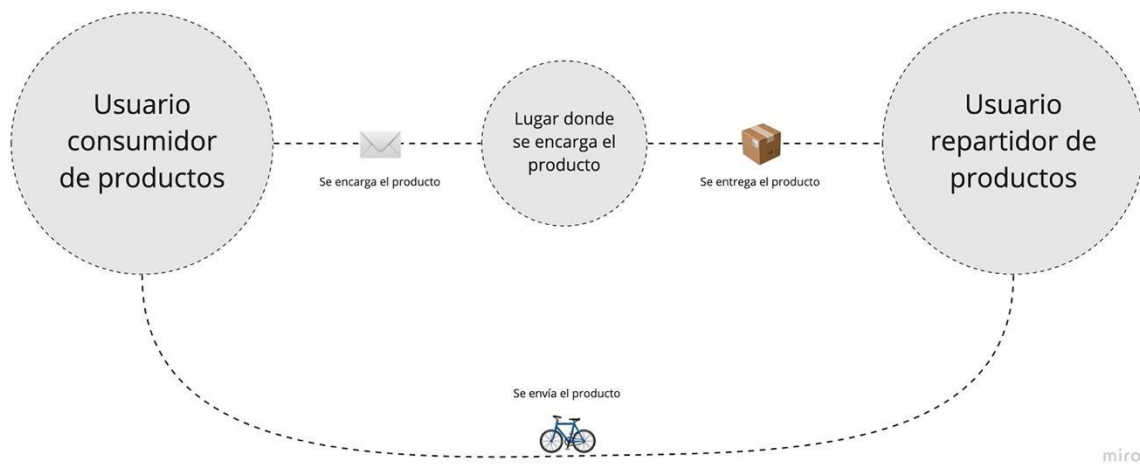 Usuario
consumidor
de productos
Se encarga el producto
Lugar donde
se encarga el
producto
Se entrega el producto
Usuario
repartidor de
productos
Se envía el producto
miro